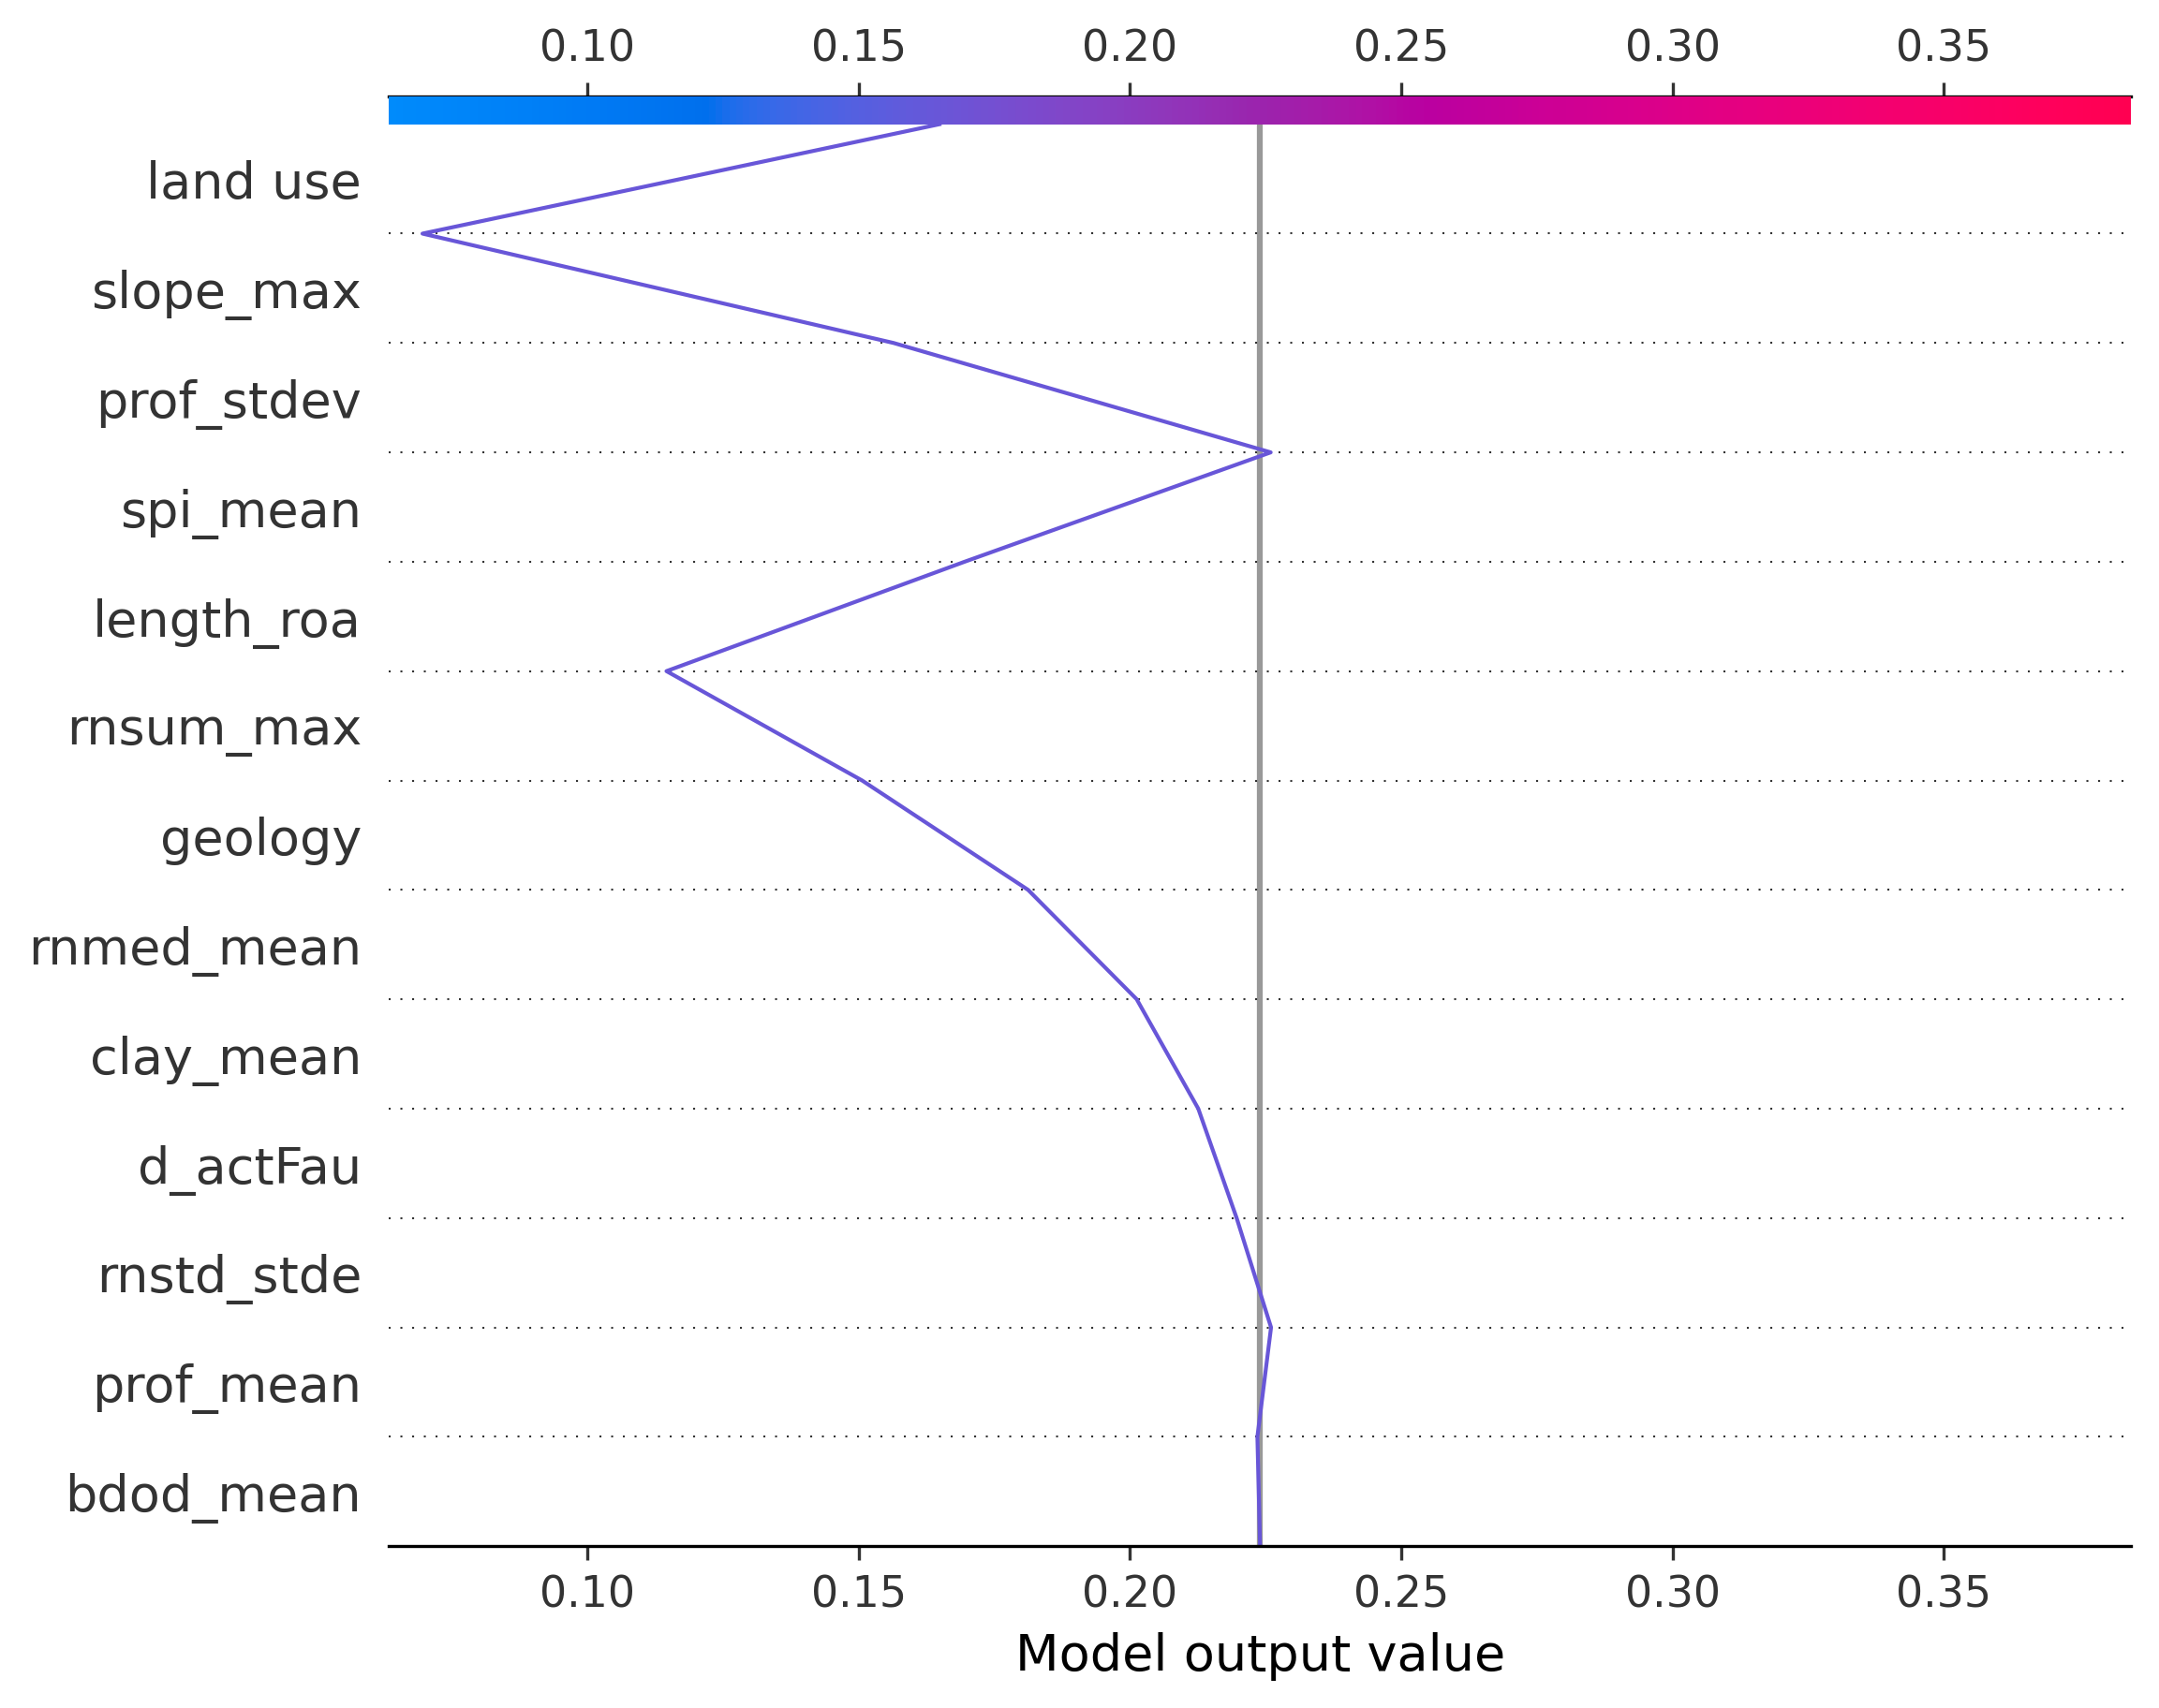 0.10 0.15 0.20 0.25 0.30 0.35
land use
slope_max
prof_stdev
spi_mean
length_roa
rnsum_max
geology
rnmed_mean
clay_mean
d_actFau
rnstd_stde
prof_mean
bdod_mean
0.10 0.15 0.20 0.25 0.30 0.35
Model output value